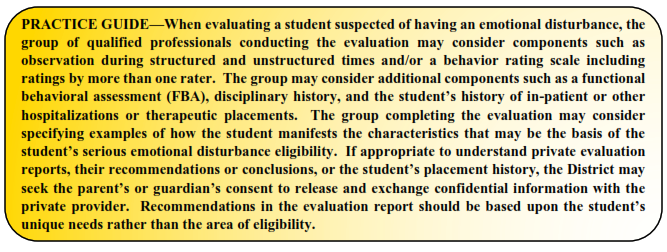 PRACTICE GUIDE—When evaluating a student suspected of having an emotional disturbance, the
group of qualified professionals conducting the evaluation may consider components such as
observation during structured and unstructured times and/or a behavior rating scale including
ratings by more than one rater.  The group may consider additional components such as a functional
behavioral assessment (FBA), disciplinary history, and the student's history of in-patient or other
hospitalizations or therapeutic placements.  The group completing the evaluation may consider
specifying examples of how the student manifests the characteristics that may be the basis of the
student's serious emotional disturbance eligibility.  If appropriate to understand private evaluation
reports, their recommendations or conclusions, or the student's placement history, the District may
seek the parent's or guardian's consent to release and exchange confidential information with the
private provider.  Recommendations in the evaluation report should be based upon the student's
unique needs rather than the area of eligibility.